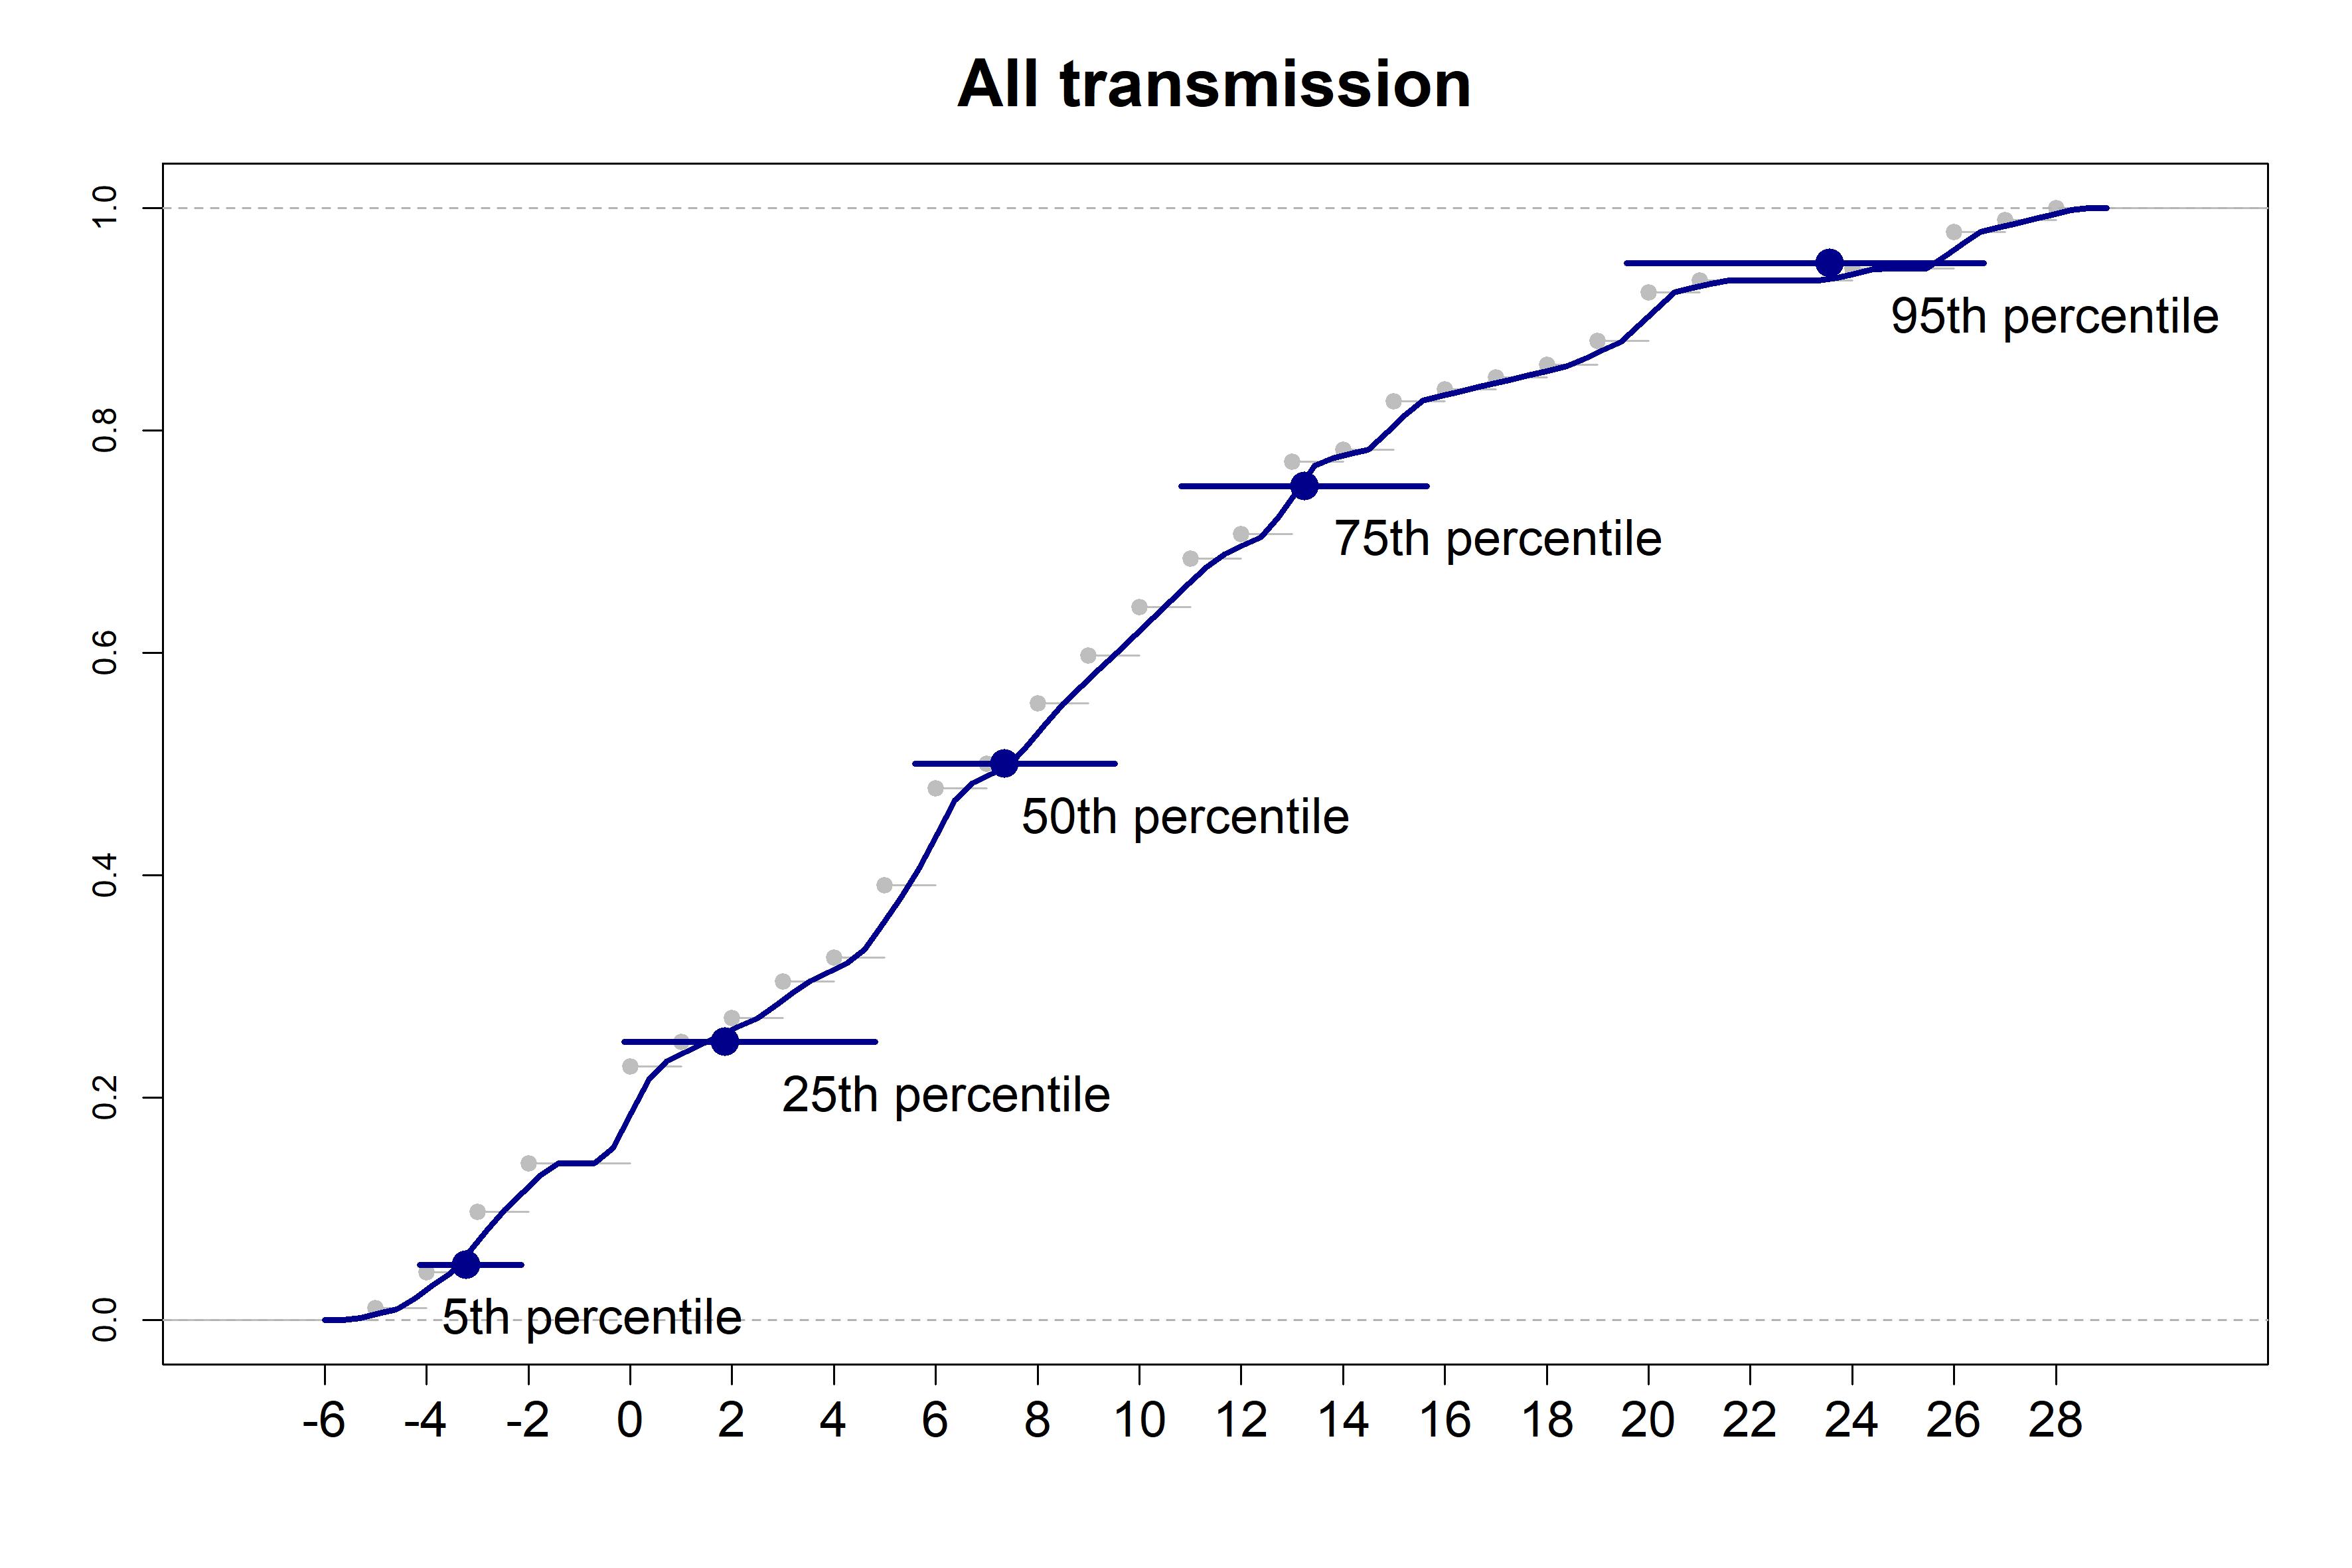 All transmission
1.0
0.8
0.6
0.4
0.2
0.0
95th percentile
75th percentile
50th percentile
25th percentile
5th percentile
-6 -4 -2 0 2 4 6 8 10 12 14 16 18 20 22 24 26 28